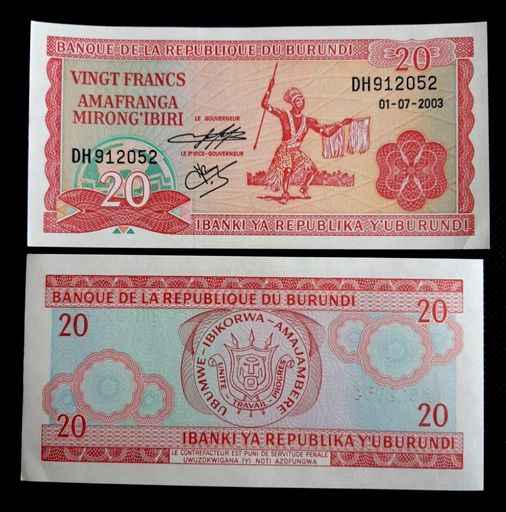 BANQUE DE LA REPUBLIQUE DU BURUNDI
20
VINGT FRANCS
DH912052
AMAFRANGA
MIRONG'IBIRI
01-07-2003
LE GOUVERNEUR
DH912052
LE 2e VICE-GOUVERNEUR
20
IBANKI YA REPUBLIKA Y'UBURUNDI
BANQUE DE LA REPUBLIQUE DU BURUNDI
20
20
UBUMWE-IBIKORWA-AMAJAMBERE
UNITE TRAVAIL PROGRES
20
20
IBANKI YA REPUBLIKA Y'UBURUNDI
LE CONTREFACTEUR EST PUNI DE SERVITUDE PENALE
UWUZOKWIGANA IYI NOTI AZOFUNGWA